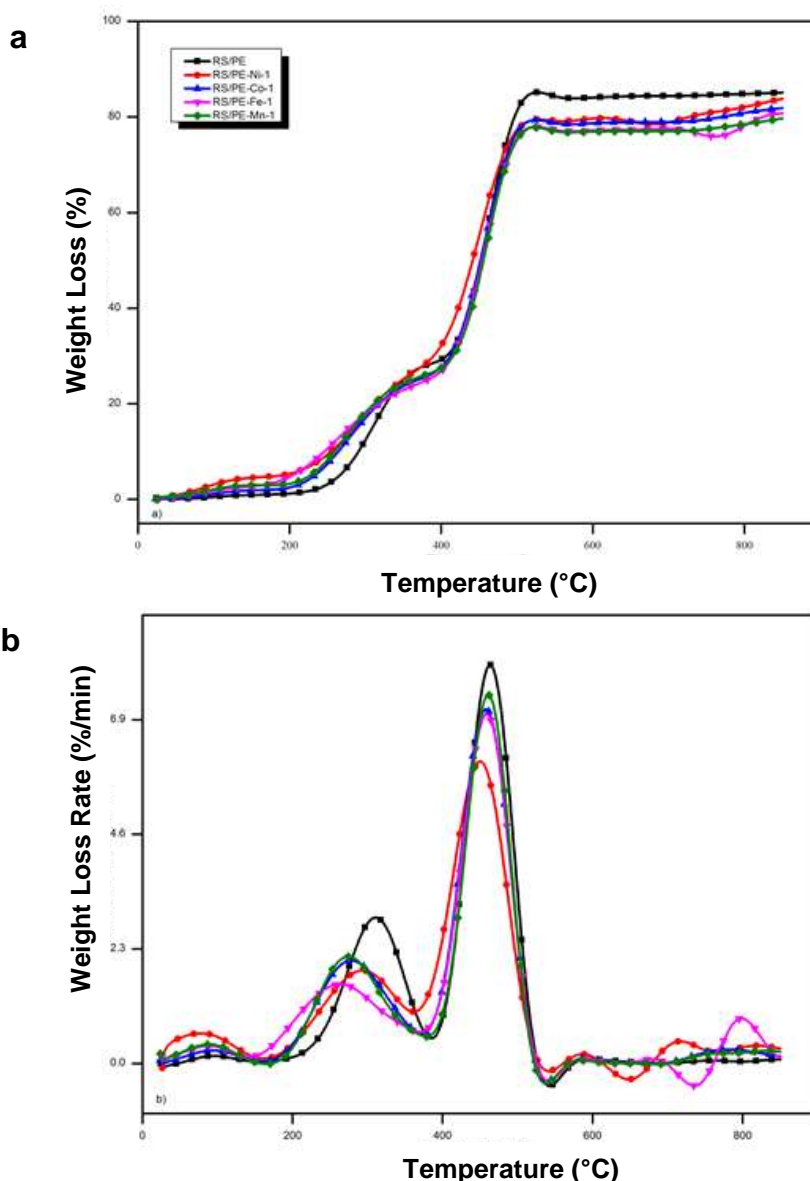 a
100
80
60
40
20
0
RS/PE
RS/PE-Ni-1
RS/PE-Co-1
RS/PE-Fe-1
RS/PE-Mn-1
Weight Loss (%)
a)
0 200 400 600 800
Temperature (°C)
b
6.9
4.6
2.3
0.0
Weight Loss Rate (%/min)
b)
0 200 400 600 800
Temperature (°C)